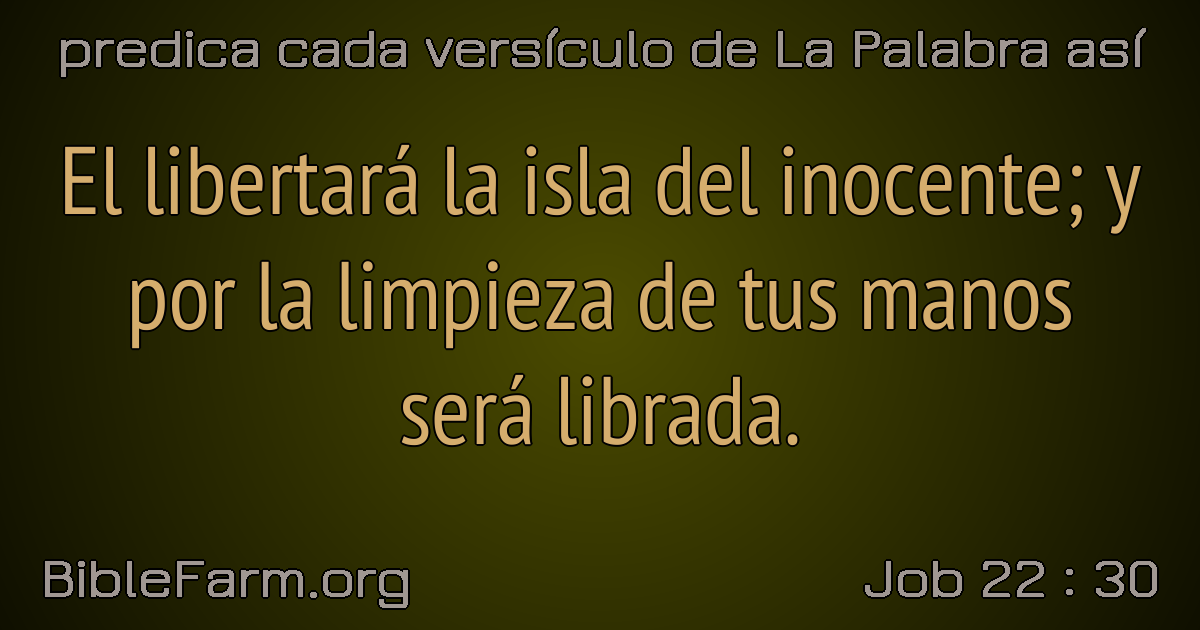 predica cada versículo de La Palabra así
El libertará la isla del inocente; y
por la limpieza de tus manos
será librada.
BibleFarm.org
Job 22 : 30